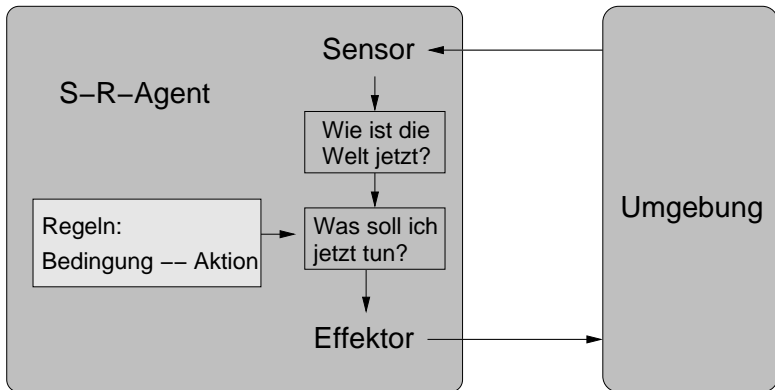 Sensor
S–R–Agent
Wie ist die
Welt jetzt?
Umgebung
Regeln:
Bedingung –– Aktion
Was soll ich
jetzt tun?
Effektor